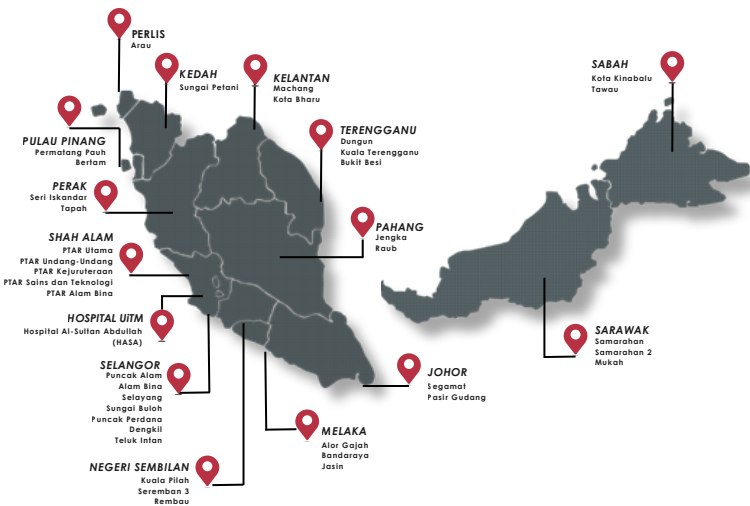 PERLIS
Arau
KEDAH
Sungai Petani
KELANTAN
Machang
Kota Bharu
SABAH
Kota Kinabalu
Tawau
PULAU PINANG
Permatang Pauh
Bertam
TERENGGANU
Dungun
Kuala Terengganu
Bukit Besi
PERAK
Seri Iskandar
Tapah
PAHANG
Jengka
Raub
SHAH ALAM
PTAR Utama
PTAR Undang-Undang
PTAR Kejuruteraan
PTAR Sains dan Teknologi
PTAR Alam Bina
HOSPITAL UiTM
Hospital Al-Sultan Abdullah
(HASA)
SARAWAK
Samarahan
Samarahan 2
Mukah
SELANGOR
Puncak Alam
Alam Bina
Selayang
Sungai Buloh
Puncak Perdana
Dengkil
Teluk Intan
JOHOR
Segamat
Pasir Gudang
MELAKA
Alor Gajah
Bandaraya
Jasin
NEGERI SEMBILAN
Kuala Pilah
Seremban 3
Rembau